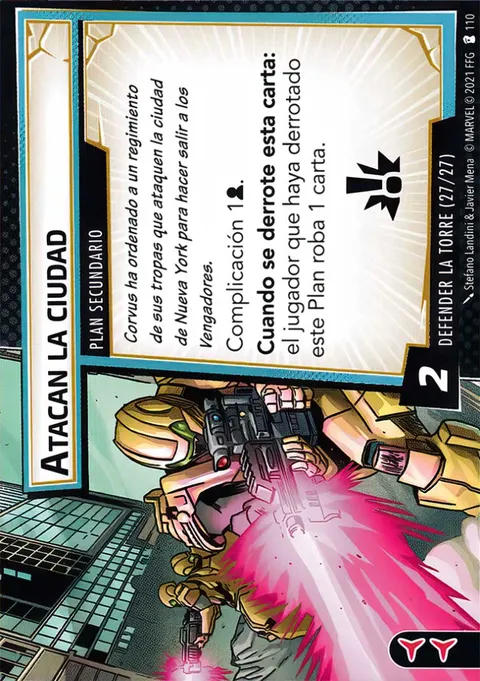 ATACAN LA CIUDAD
PLAN SECUNDARIO
Corvus ha ordenado a un regimiento
de sus tropas que ataquen la ciudad
de Nueva York para hacer salir a los
Vengadores.
Complicación 1.
Cuando se derrote esta carta:
el jugador que haya derrotado
este Plan roba 1 carta.
2
DEFENDER LA TORRE (27/27)
Stefano Landini & Javier Mena © MARVEL © 2021 FFG 110